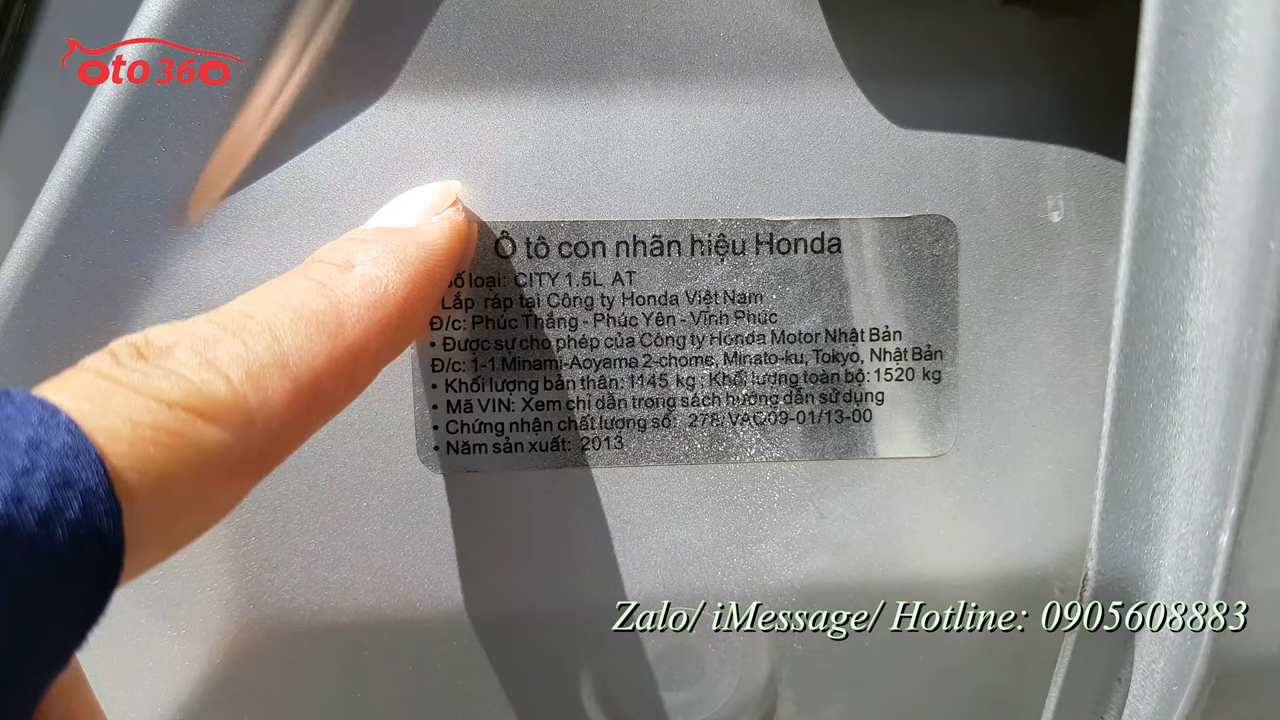 oto 360
Ô tô con nhãn hiệu Honda
loại: CITY 1.5L AT
Lắp ráp tại Công ty Honda Việt Nam
Đ/c: Phúc Thắng - Phúc Yên - Vĩnh Phúc
• Được sự cho phép của Công ty Honda Motor Nhật Bản
Đ/c: 1-1 Minami-Aoyama 2-chome, Minato-ku, Tokyo, Nhật Bản
• Khối lượng bản thân: 1145 kg; Khối lượng toàn bộ: 1520 kg
• Mã VIN: Xem chỉ dẫn trong sách hướng dẫn sử dụng
• Chứng nhận chất lượng số: 278/VAQ09-01/13-00
• Năm sản xuất: 2013
Zalo/ iMessage/ Hotline: 0905608883